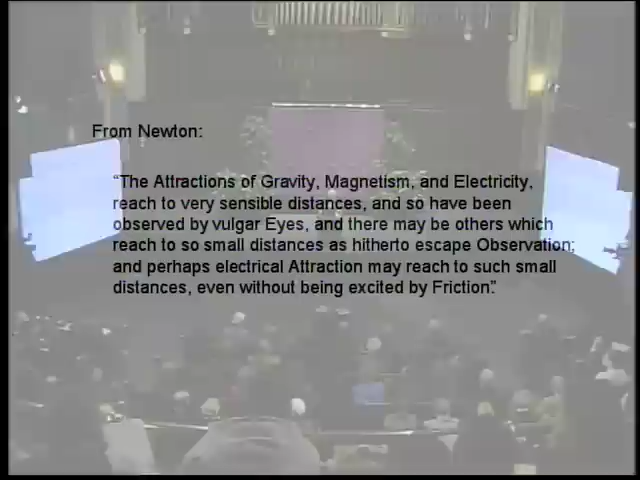 From Newton:
“The Attractions of Gravity, Magnetism, and Electricity,
reach to very sensible distances, and so have been
observed by vulgar Eyes, and there may be others which
reach to so small distances as hitherto escape Observation;
and perhaps electrical Attraction may reach to such small
distances, even without being excited by Friction”.